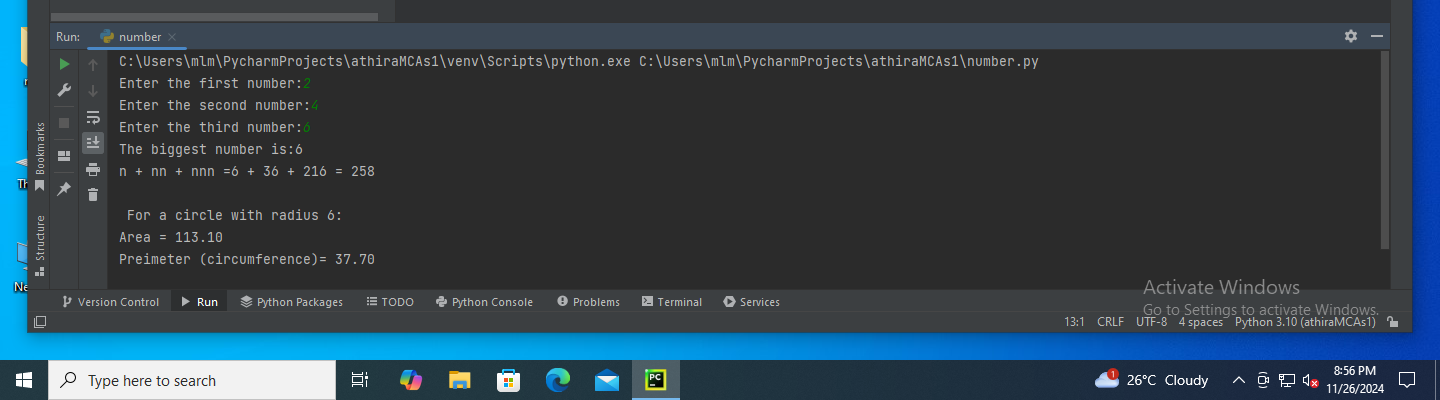 Run:
number
C:\Users\mlm\PycharmProjects\athiraMCAs1\venv\Scripts\python.exe C:\Users\mlm\PycharmProjects\athiraMCAs1\number.py
Enter the first number:2
Enter the second number:4
Enter the third number:6
The biggest number is:6
n + nn + nnn =6 + 36 + 216 = 258
For a circle with radius 6:
Area = 113.10
Preimeter (circumference)= 37.70
Bookmarks
Structure
Version Control Run Python Packages TODO Python Console Problems Terminal Services
Activate Windows
Go to Settings to activate Windows.
13:1 CRLF UTF-8 4 spaces Python 3.10 (athiraMCAs1)
Type here to search
PC
1
26°C Cloudy
8:56 PM
11/26/2024